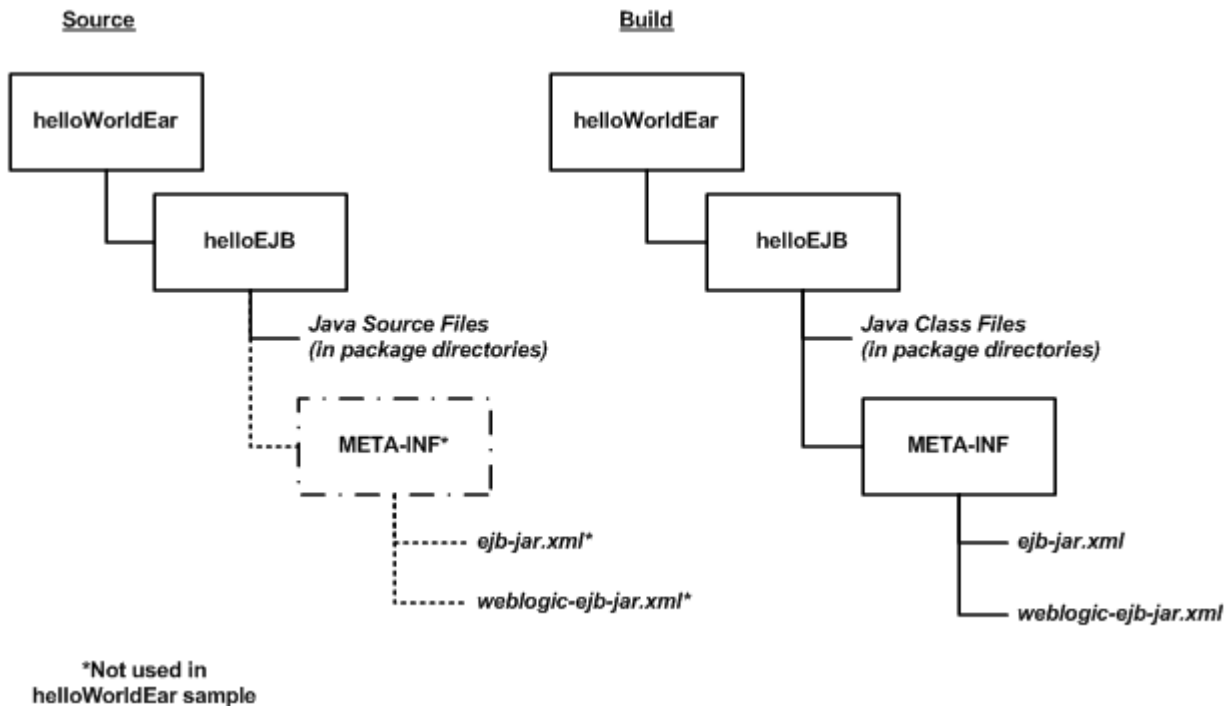 Source
helloWorldEar
helloEJB
Java Source Files
(in package directories)
META-INF*
ejb-jar.xml*
weblogic-ejb-jar.xml*
*Not used in
helloWorldEar sample
Build
helloWorldEar
helloEJB
Java Class Files
(in package directories)
META-INF
ejb-jar.xml
weblogic-ejb-jar.xml